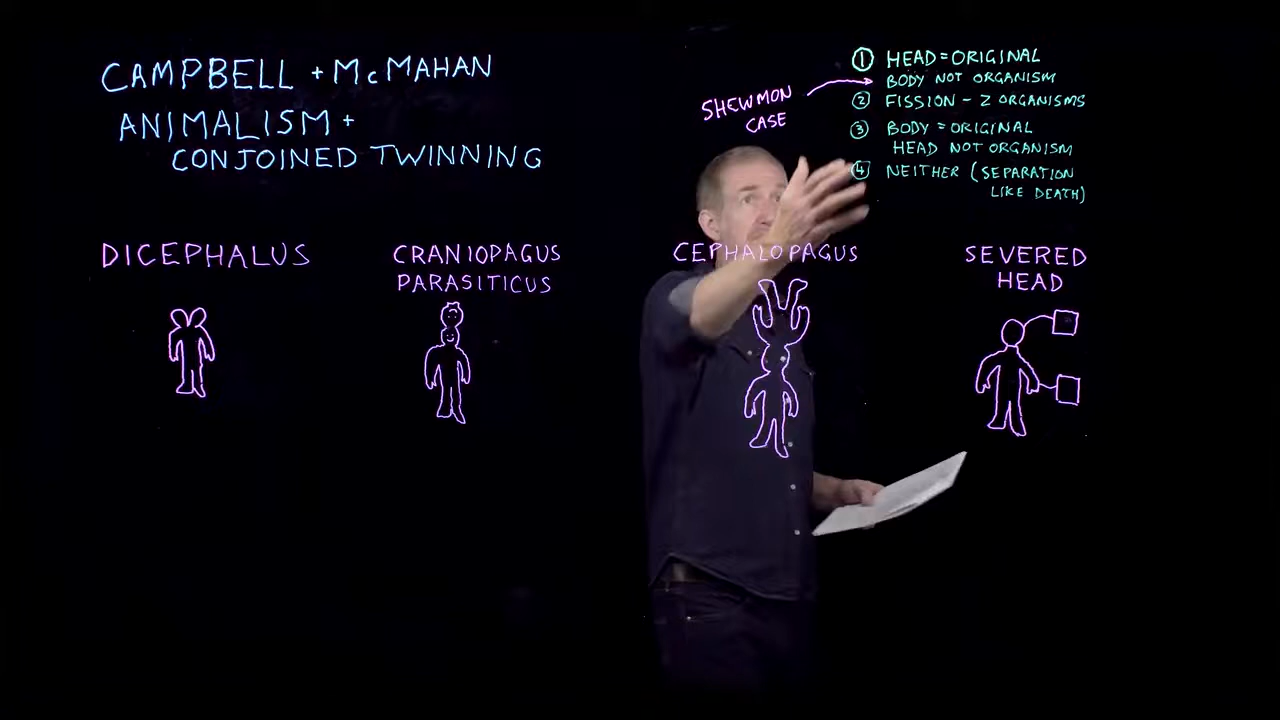 CAMPBELL + McMAHAN
ANIMALISM +
CONJOINED TWINNING
SHEWMON
CASE
① HEAD = ORIGINAL
BODY NOT ORGANISM
② FISSION - 2 ORGANISMS
③ BODY = ORIGINAL
HEAD NOT ORGANISM
④ NEITHER (SEPARATION
LIKE DEATH)
DICEPHALUS
CRANIOPAGUS
PARASITICUS
CEPHALOPAGUS
SEVERED
HEAD